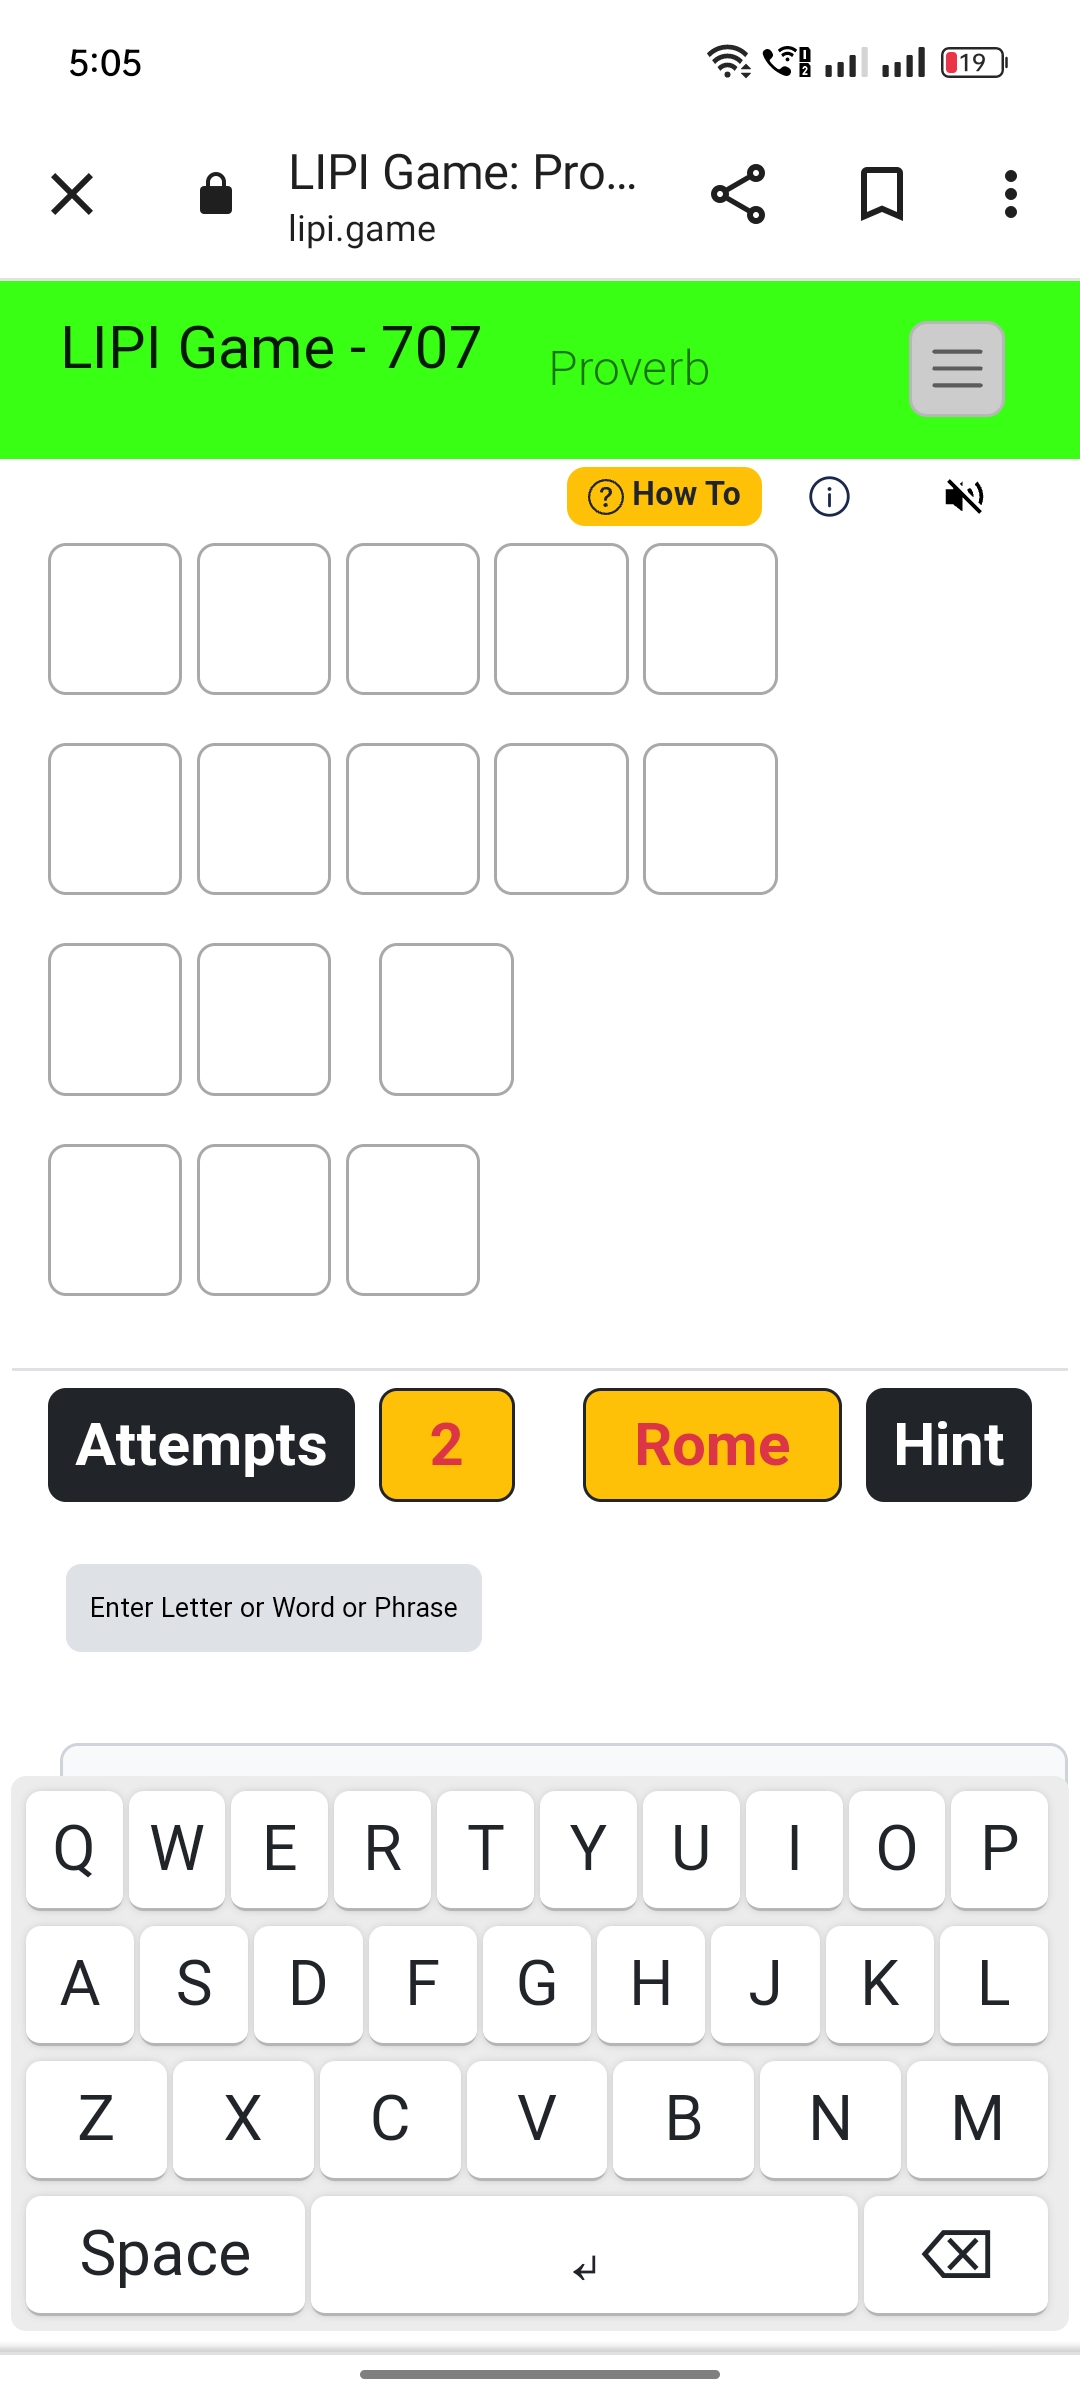 5:05
19
LIPI Game: Pro...
lipi.game
LIPI Game - 707
Proverb
How To
Attempts 2 Rome Hint
Enter Letter or Word or Phrase
Q W E R T Y U I O P
A S D F G H J K L
Z X C V B N M
Space